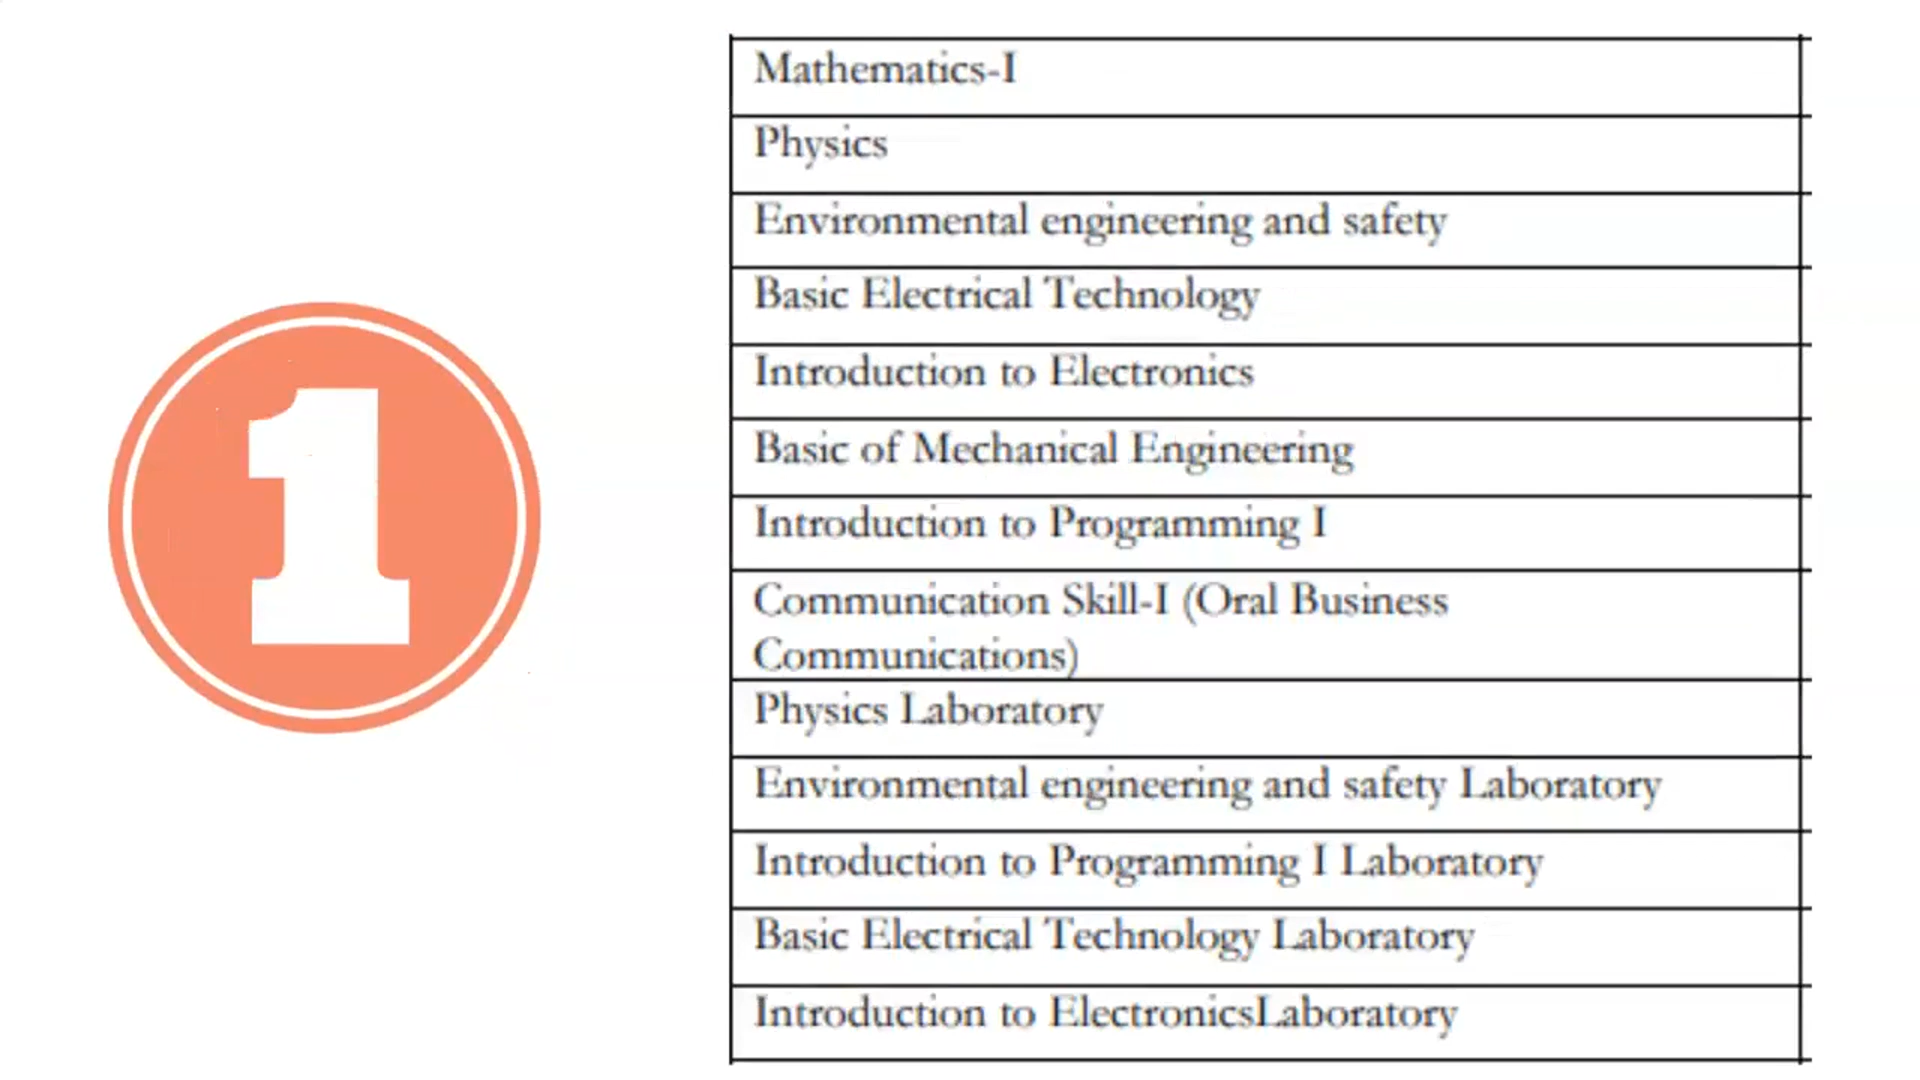 1
Mathematics-I
Physics
Environmental engineering and safety
Basic Electrical Technology
Introduction to Electronics
Basic of Mechanical Engineering
Introduction to Programming I
Communication Skill-I (Oral Business
Communications)
Physics Laboratory
Environmental engineering and safety Laboratory
Introduction to Programming I Laboratory
Basic Electrical Technology Laboratory
Introduction to ElectronicsLaboratory